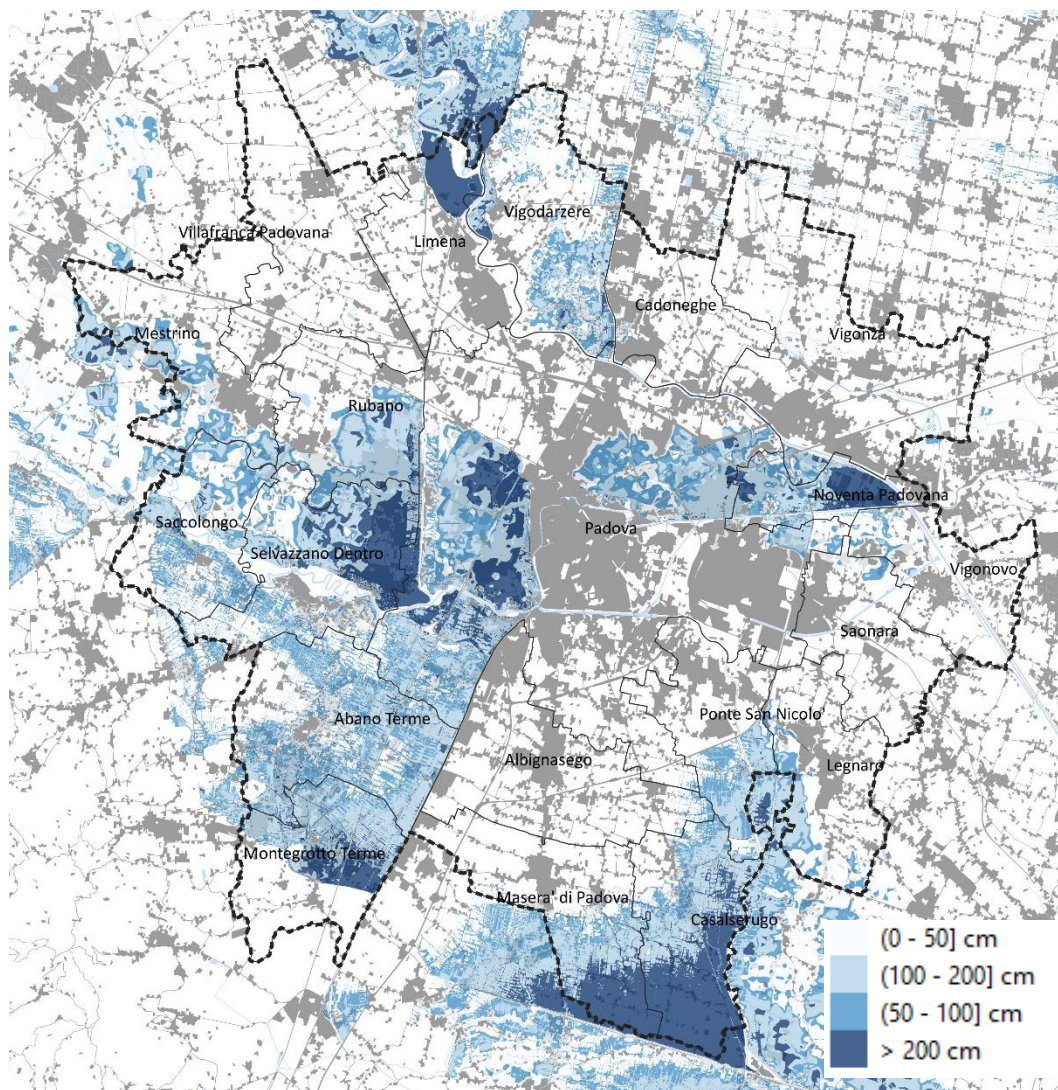 Vigodarzere
Villafranca Padovana
Limena
Cadoneghe
Mestrino
Vigonza
Rubano
Noventa Padovana
Saccolongo
Padova
Selvazzano Dentro
Vigonovo
Saonara
Abano Terme
Ponte San Nicolo'
Albignasego
Legnaro
Montegrotto Terme
Masera' di Padova
Casalserugo
(0 - 50] cm
(100 - 200] cm
(50 - 100] cm
> 200 cm